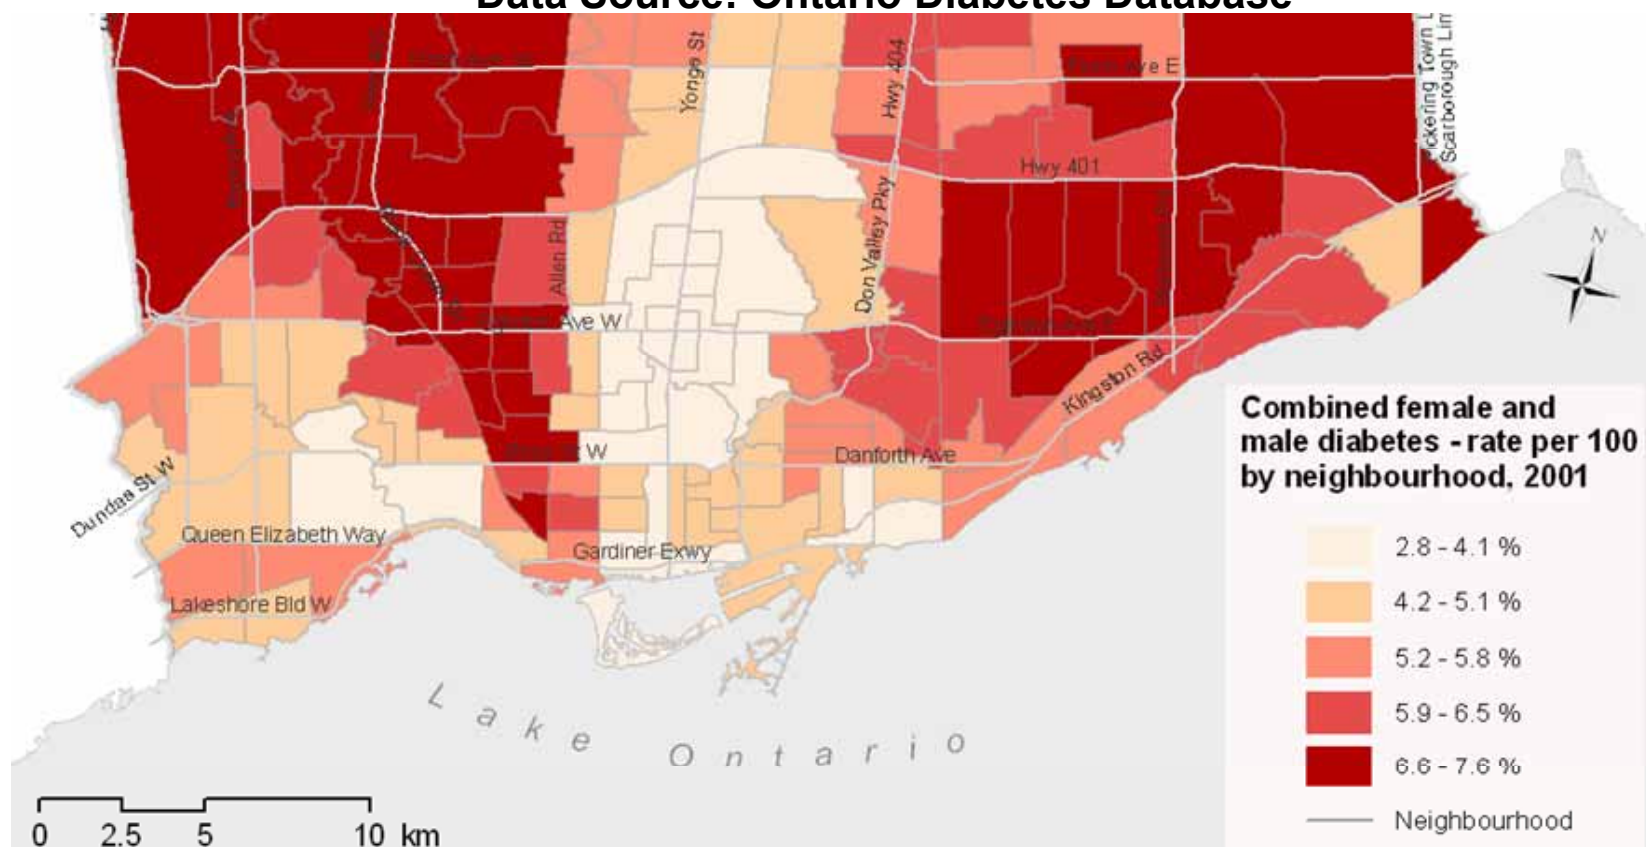 Data Source: Ontario Diabetes Database
Yonge St
Hwy 404
Ave E
Hwy 401
Don Valley Pky
Allen Rd
Ave W
Kingston Rd
W
Danforth Ave
Dundas St W
Queen Elizabeth Way
Gardiner Exwy
Lakeshore Bld W
Lake Ontario
Scarborough
N
Combined female and
male diabetes - rate per 100
by neighbourhood, 2001
2.8 - 4.1 %
4.2 - 5.1 %
5.2 - 5.8 %
5.9 - 6.5 %
6.6 - 7.6 %
Neighbourhood
0 2.5 5 10 km